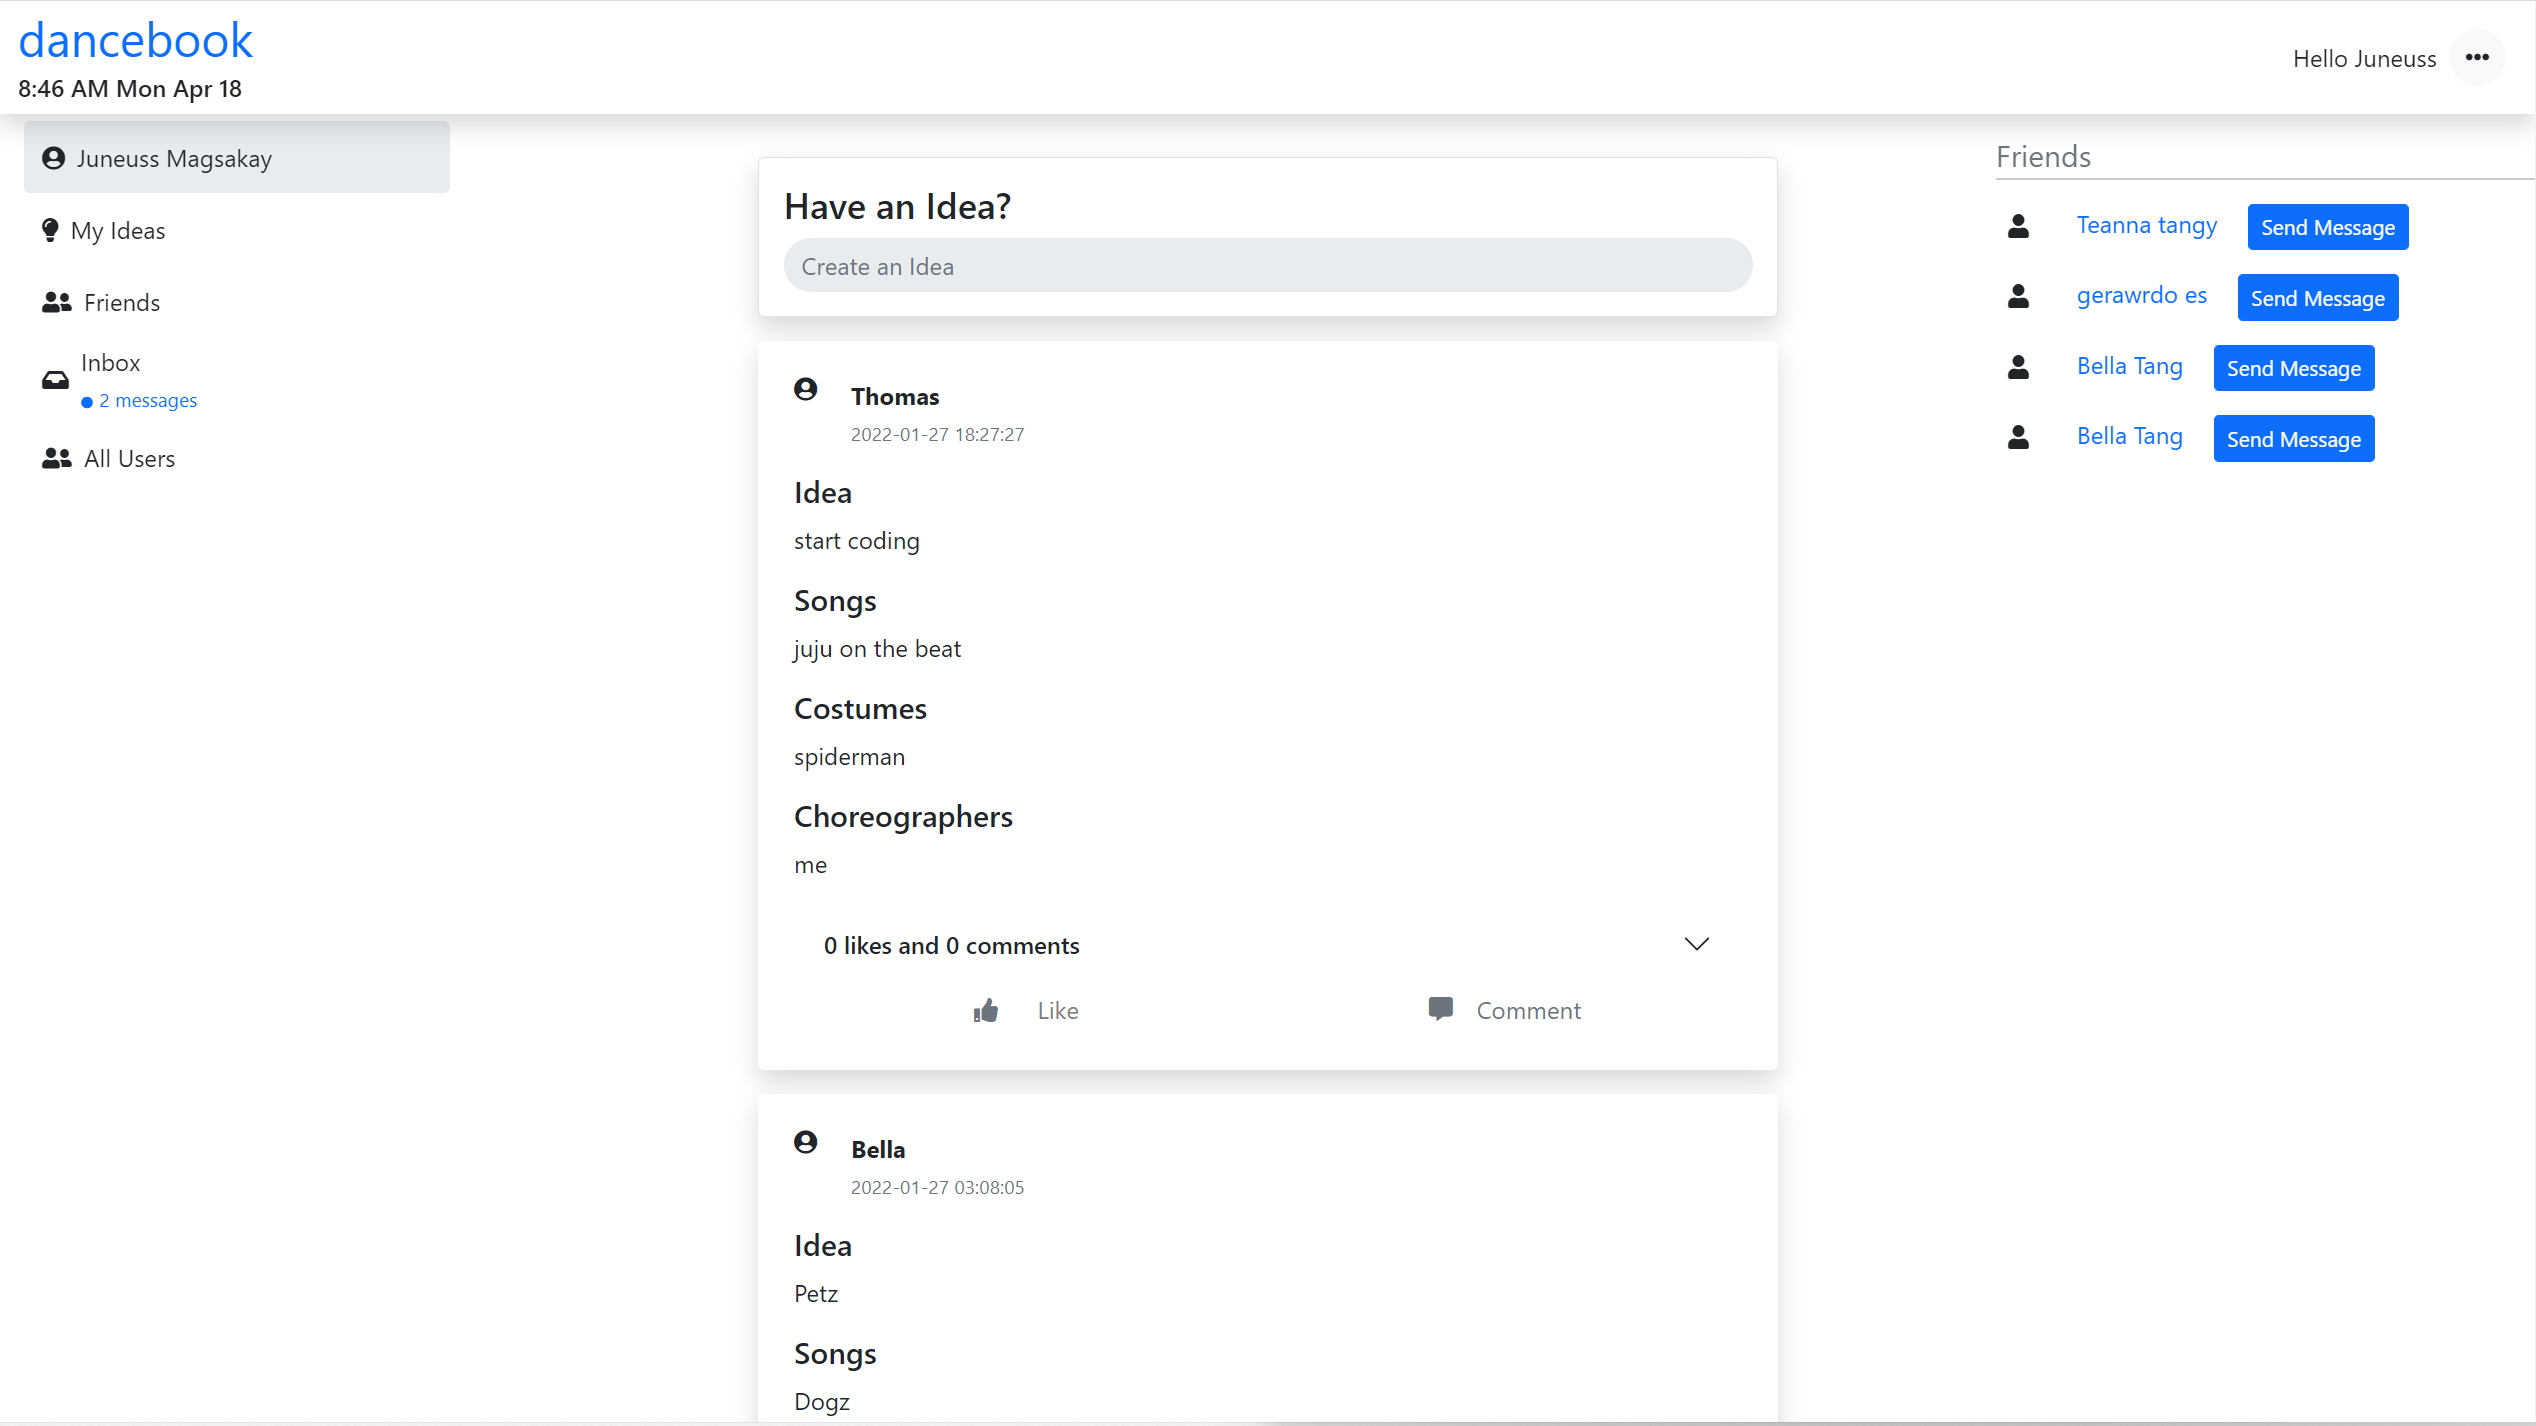 dancebook
8:46 AM Mon Apr 18
Hello Juneuss
Juneuss Magsakay
My Ideas
Friends
Inbox
2 messages
All Users
Have an Idea?
Create an Idea
Thomas
2022-01-27 18:27:27
Idea
start coding
Songs
juju on the beat
Costumes
spiderman
Choreographers
me
0 likes and 0 comments
Like Comment
Bella
2022-01-27 03:08:05
Idea
Petz
Songs
Dogz
Friends
Teanna tangy Send Message
gerawrdo es Send Message
Bella Tang Send Message
Bella Tang Send Message